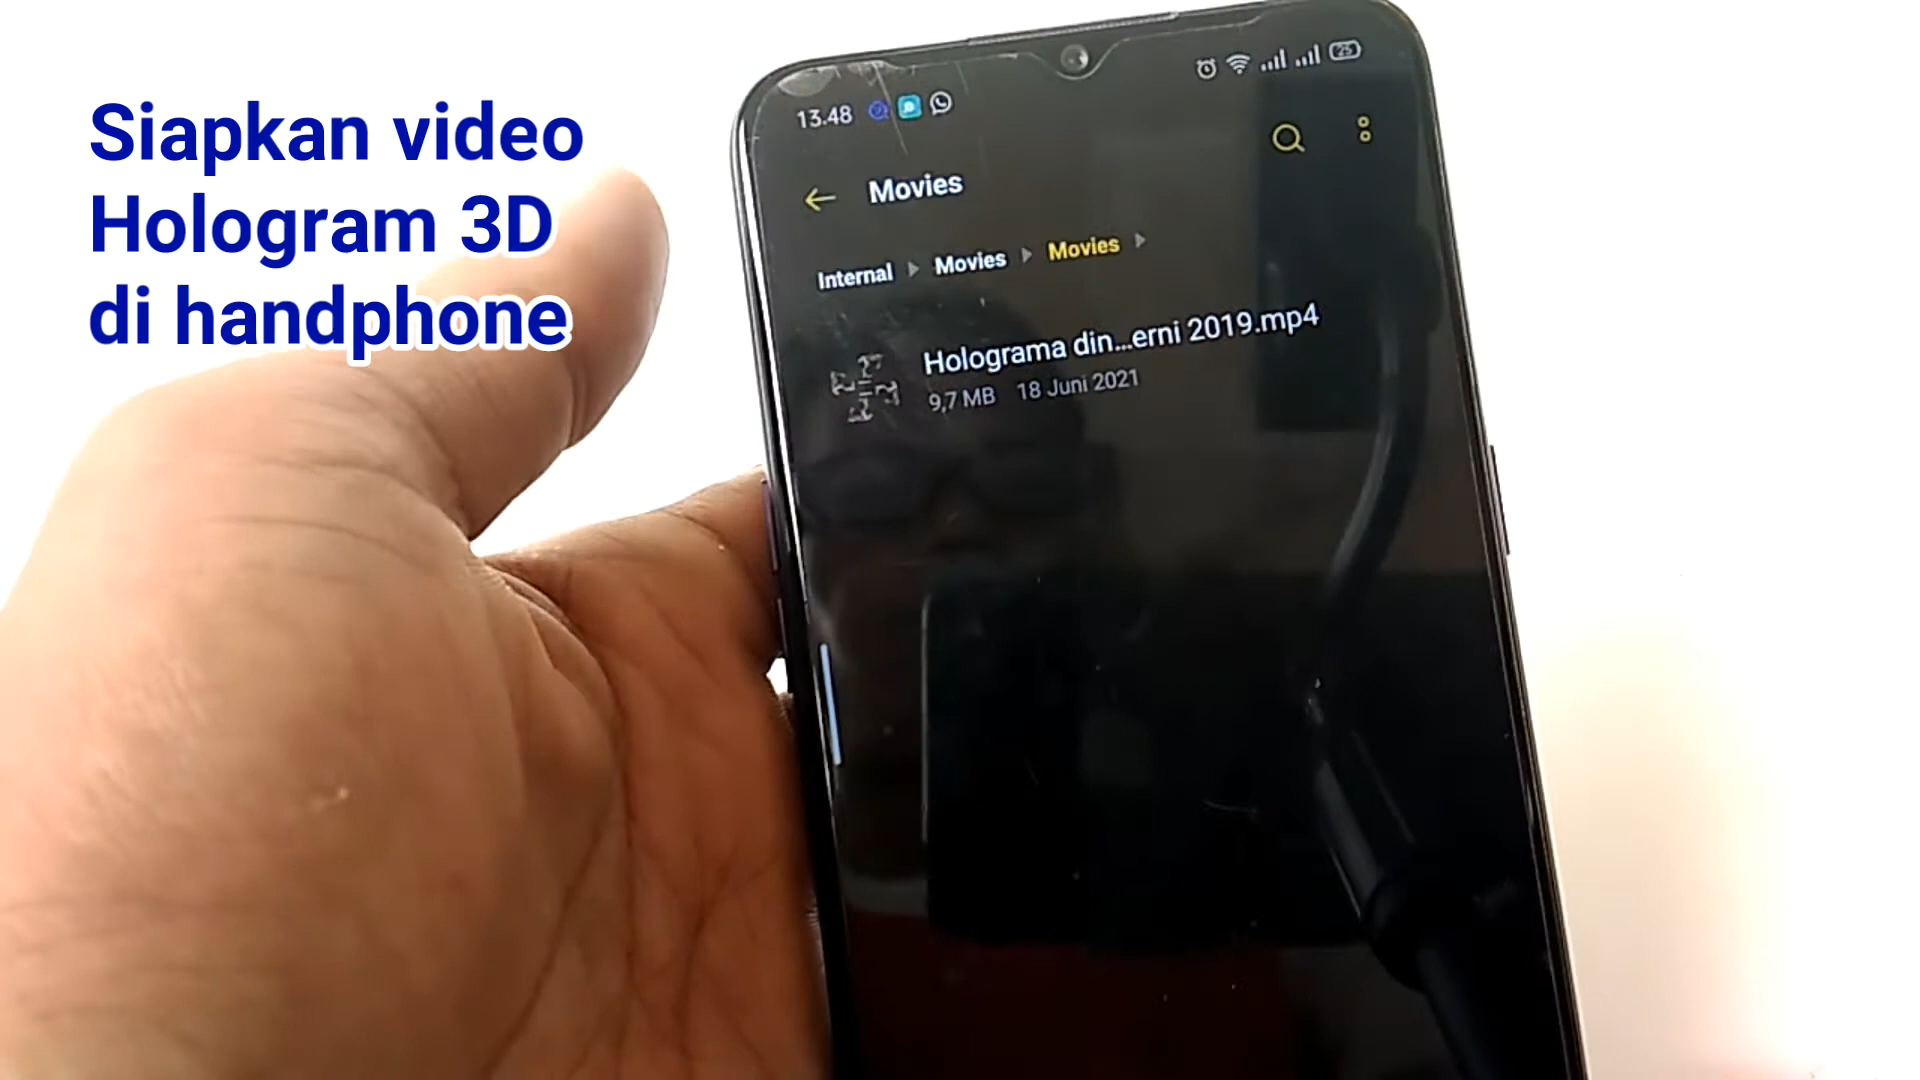 Siapkan video
Hologram 3D
di handphone
13.48
25
Movies
Internal Movies Movies
Holograma din...erni 2019.mp4
9,7 MB 18 Juni 2021